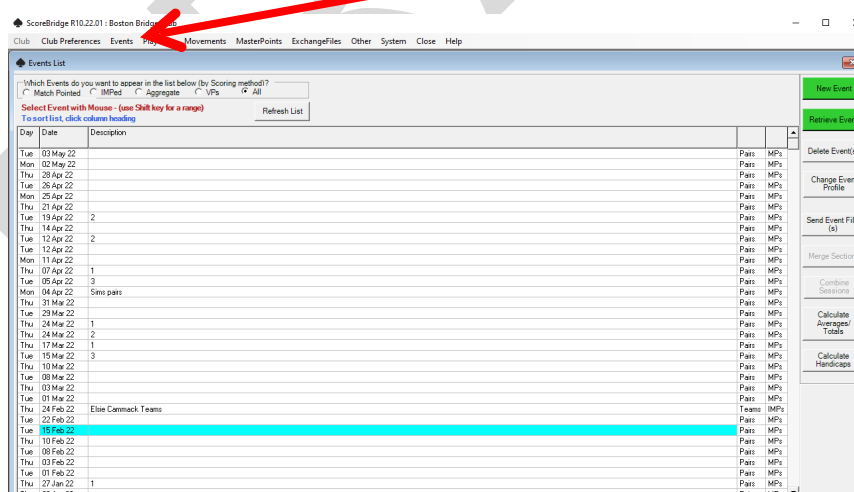 ScoreBridge R10.22.01 : Boston Bridge
Club Club Preferences Events Movements MasterPoints ExchangeFiles Other System Close Help
Events List
Which Events do you want to appear in the list below (by Scoring method)?
Match Pointed IMPed Aggregate VPs All
Select Event with Mouse - (use Shift key for a range)
To sort list, click column heading
Refresh List
Day Date Description
Tue 03 May 22 Pairs MPs
Mon 02 May 22 Pairs MPs
Thu 28 Apr 22 Pairs MPs
Tue 26 Apr 22 Pairs MPs
Mon 25 Apr 22 Pairs MPs
Thu 21 Apr 22 Pairs MPs
Tue 19 Apr 22 2 Pairs MPs
Thu 14 Apr 22 Pairs MPs
Tue 12 Apr 22 2 Pairs MPs
Tue 12 Apr 22 Pairs MPs
Mon 11 Apr 22 Pairs MPs
Thu 07 Apr 22 1 Pairs MPs
Tue 05 Apr 22 3 Pairs MPs
Mon 04 Apr 22 Sims pairs Pairs MPs
Thu 31 Mar 22 Pairs MPs
Tue 29 Mar 22 Pairs MPs
Thu 24 Mar 22 1 Pairs MPs
Thu 24 Mar 22 2 Pairs MPs
Thu 17 Mar 22 1 Pairs MPs
Tue 15 Mar 22 3 Pairs MPs
Thu 10 Mar 22 Pairs MPs
Tue 08 Mar 22 Pairs MPs
Thu 03 Mar 22 Pairs MPs
Tue 01 Mar 22 Pairs MPs
Thu 24 Feb 22 Elsie Cammack Teams Teams IMPs
Tue 22 Feb 22 Pairs MPs
Tue 15 Feb 22 Pairs MPs
Thu 10 Feb 22 Pairs MPs
Tue 08 Feb 22 Pairs MPs
Thu 03 Feb 22 Pairs MPs
Tue 01 Feb 22 Pairs MPs
Thu 27 Jan 22 1 Pairs MPs
New Event
Retrieve Even
Delete Event(s
Change Even
Profile
Send Event Fil
(s)
Merge Section
Combine
Sessions
Calculate
Averages/
Totals
Calculate
Handicaps